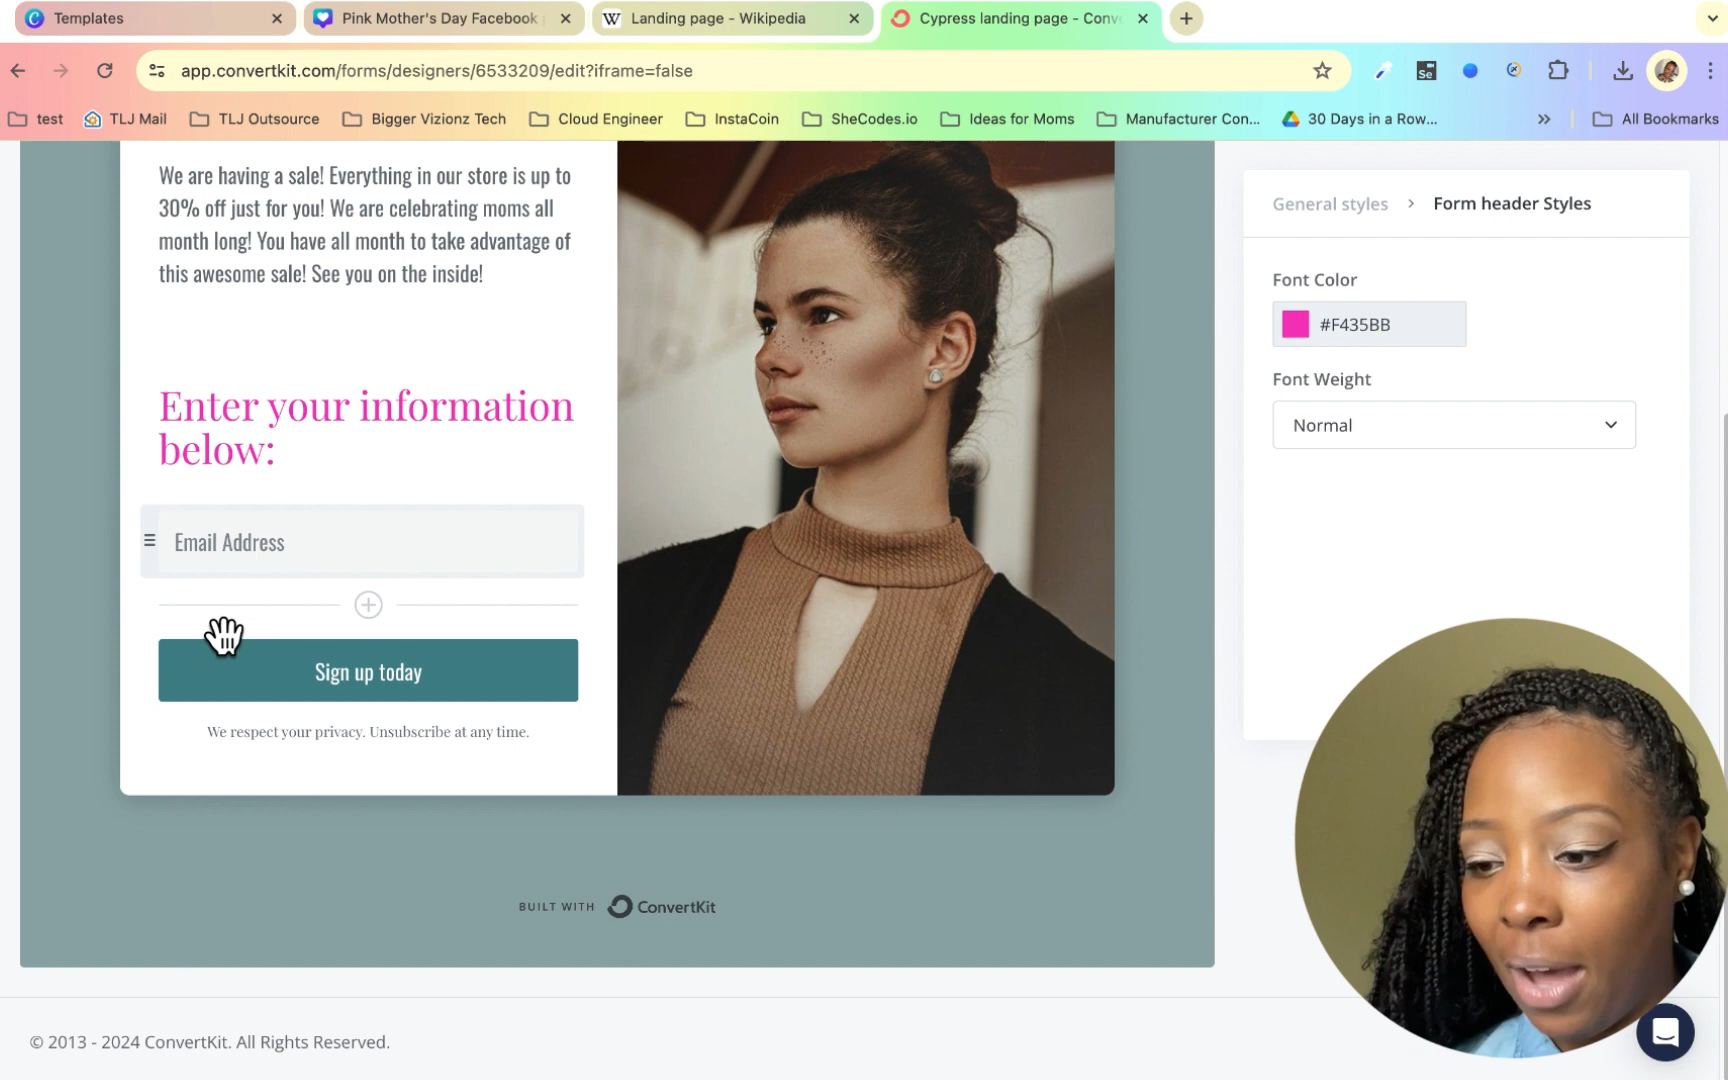 Templates
Pink Mother's Day Facebook
Landing page - Wikipedia
Cypress landing page - Conv
app.convertkit.com/forms/designers/6533209/edit?iframe=false
Se
test
TLJ Mail
TLJ Outsource
Bigger Vizionz Tech
Cloud Engineer
InstaCoin
SheCodes.io
Ideas for Moms
Manufacturer Con...
30 Days in a Row...
All Bookmarks
We are having a sale! Everything in our store is up to
30% off just for you! We are celebrating moms all
month long! You have all month to take advantage of
this awesome sale! See you on the inside!
Enter your information
below:
Email Address
Sign up today
We respect your privacy. Unsubscribe at any time.
BUILT WITH ConvertKit
General styles > Form header Styles
Font Color
#F435BB
Font Weight
Normal
© 2013 - 2024 ConvertKit. All Rights Reserved.